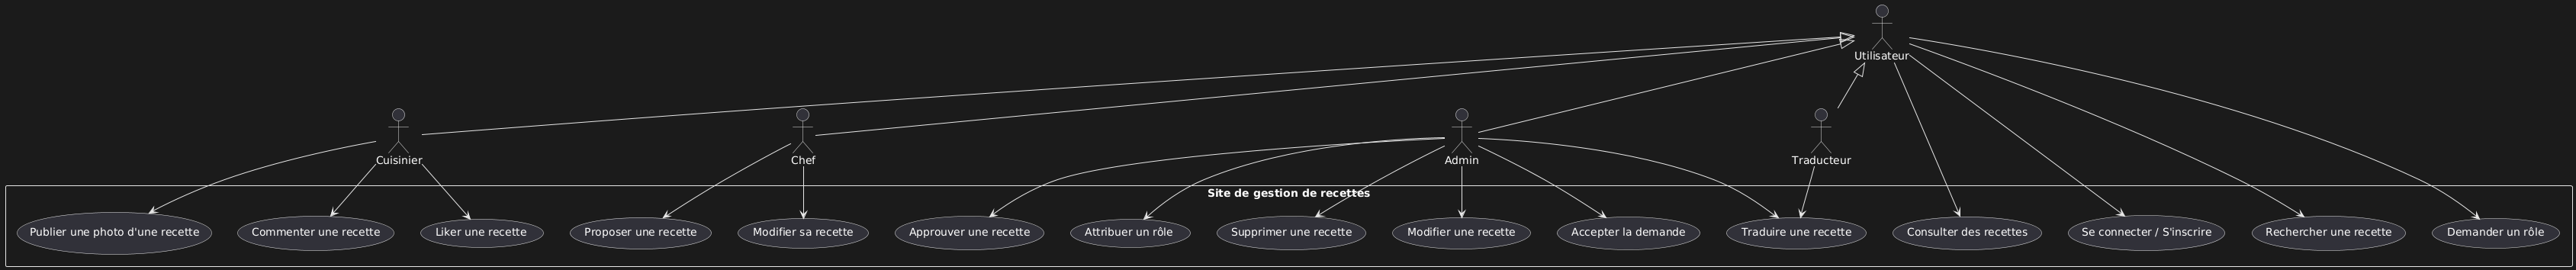 Utilisateur
Cuisinier
Chef
Admin
Traducteur
Site de gestion de recettes
Publier une photo d'une recette
Commenter une recette
Liker une recette
Proposer une recette
Modifier sa recette
Approuver une recette
Attribuer un rôle
Supprimer une recette
Modifier une recette
Accepter la demande
Traduire une recette
Consulter des recettes
Se connecter / S'inscrire
Rechercher une recette
Demander un rôle